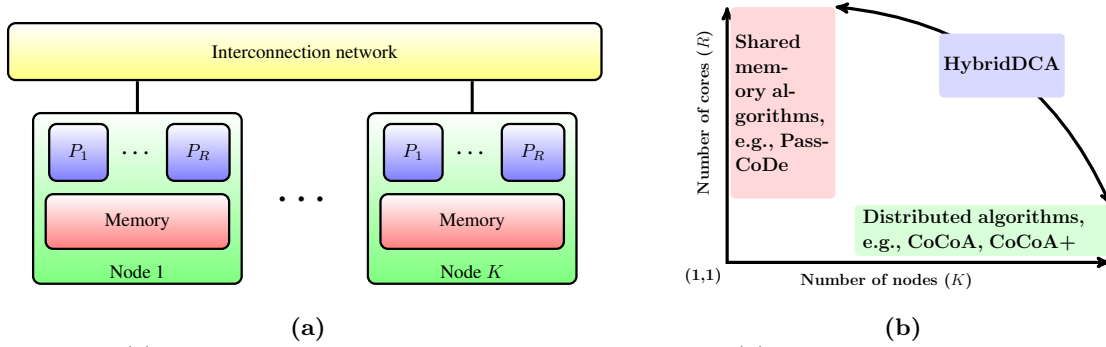 Interconnection network
P1 ··· PR
Memory
Node 1
···
P1 ··· PR
Memory
Node K
(a)
Number of cores (R)
Shared
mem-
ory al-
gorithms,
e.g., Pass-
CoDe
HybridDCA
Distributed algorithms,
e.g., CoCoA, CoCoA+
(1,1)
Number of nodes (K)
(b)